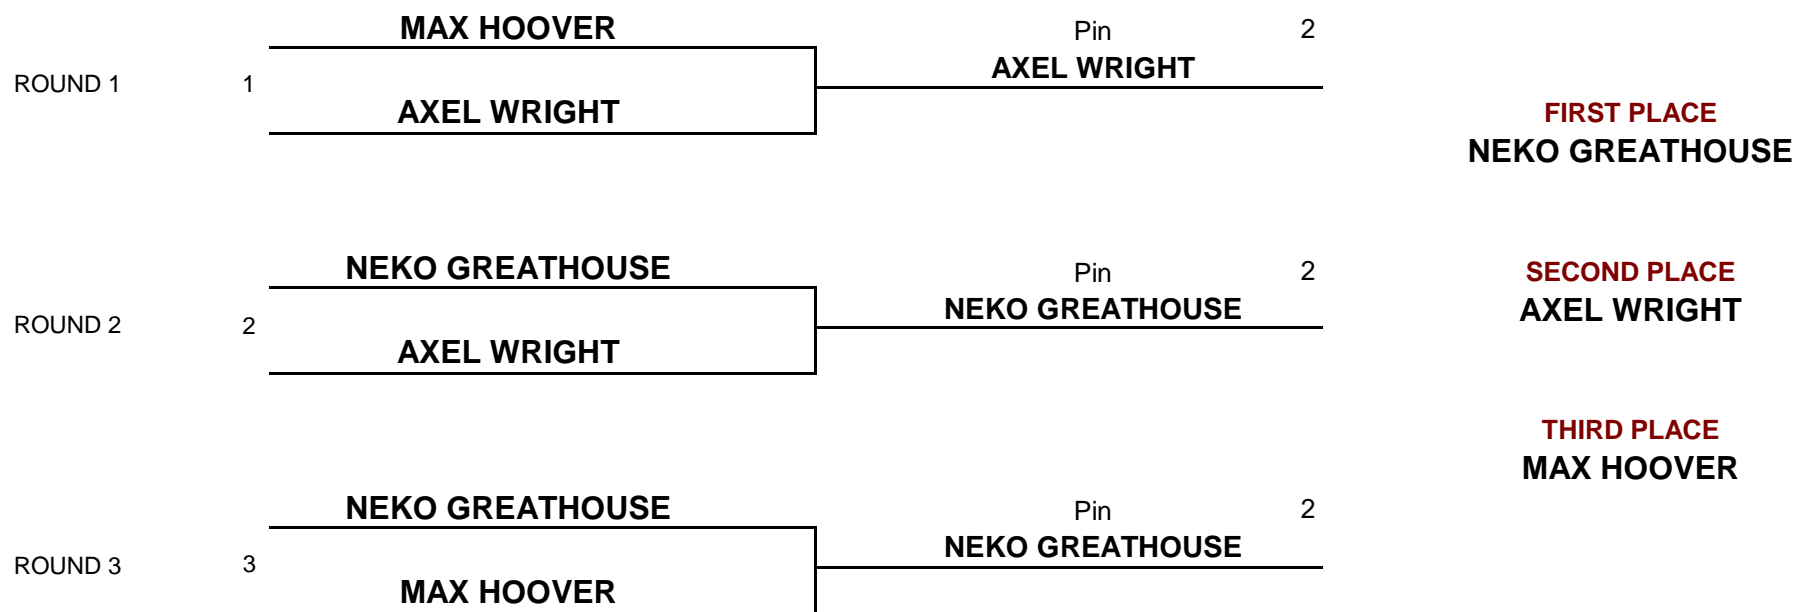 MAX HOOVER
Pin 2
ROUND 1 1
AXEL WRIGHT
AXEL WRIGHT
FIRST PLACE
NEKO GREATHOUSE
NEKO GREATHOUSE
Pin 2
ROUND 2 2
NEKO GREATHOUSE
AXEL WRIGHT
SECOND PLACE
AXEL WRIGHT
THIRD PLACE
MAX HOOVER
NEKO GREATHOUSE
Pin 2
ROUND 3 3
NEKO GREATHOUSE
MAX HOOVER